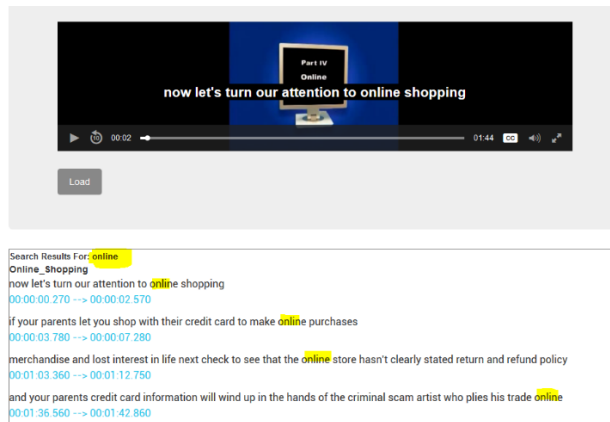 Part IV
Online
now let's turn our attention to online shopping
10
00:02
01:44
CC
Load
Search Results For: online
Online_Shopping
now let's turn our attention to online shopping
00:00:00.270 --> 00:00:02.570
if your parents let you shop with their credit card to make online purchases
00:00:03.780 --> 00:00:07.280
merchandise and lost interest in life next check to see that the online store hasn't clearly stated return and refund policy
00:01:03.360 --> 00:01:12.750
and your parents credit card information will wind up in the hands of the criminal scam artist who plies his trade online
00:01:36.560 --> 00:01:42.860